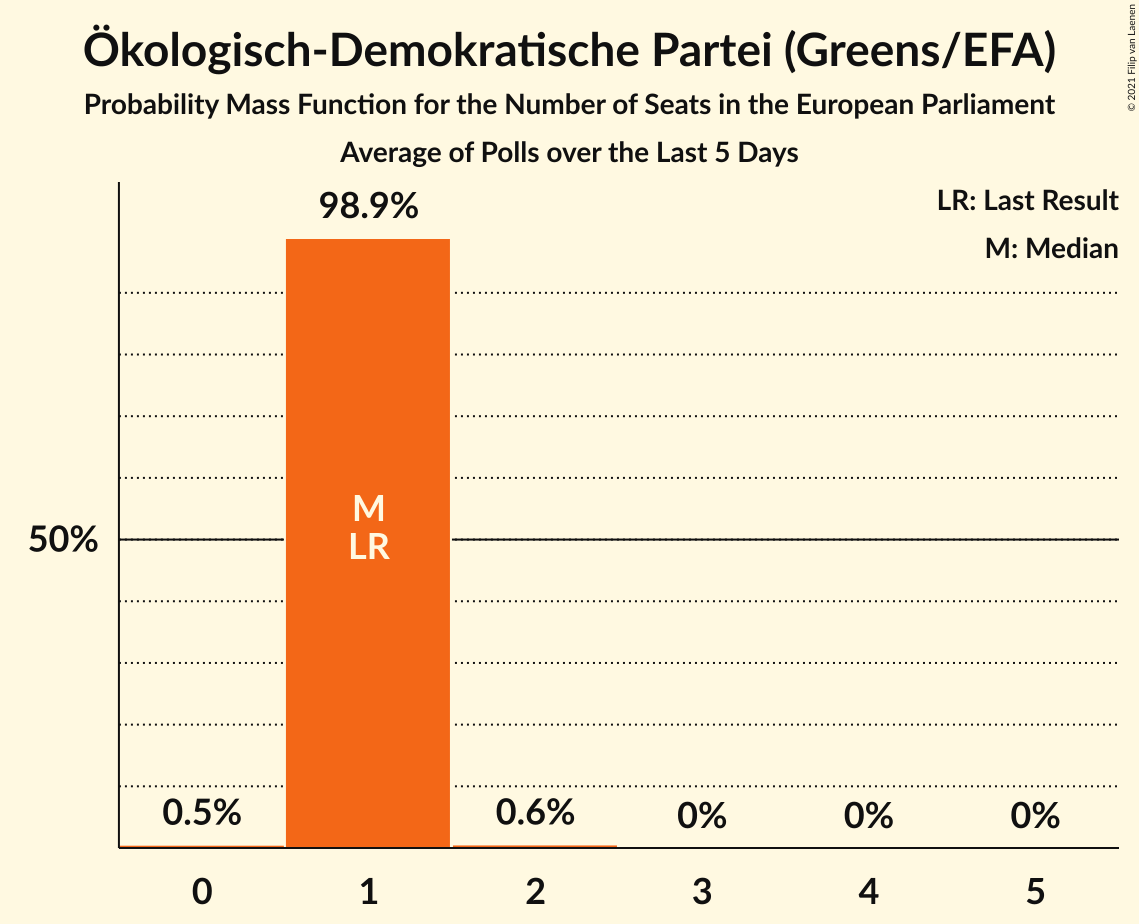 Ökologisch-Demokratische Partei (Greens/EFA)
Probability Mass Function for the Number of Seats in the European Parliament
Average of Polls over the Last 5 Days
© 2021 Filip van Laenen
LR: Last Result
M: Median
98.9%
M
LR
50%
0.5%
0.6%
0%
0%
0%
0
1
2
3
4
5